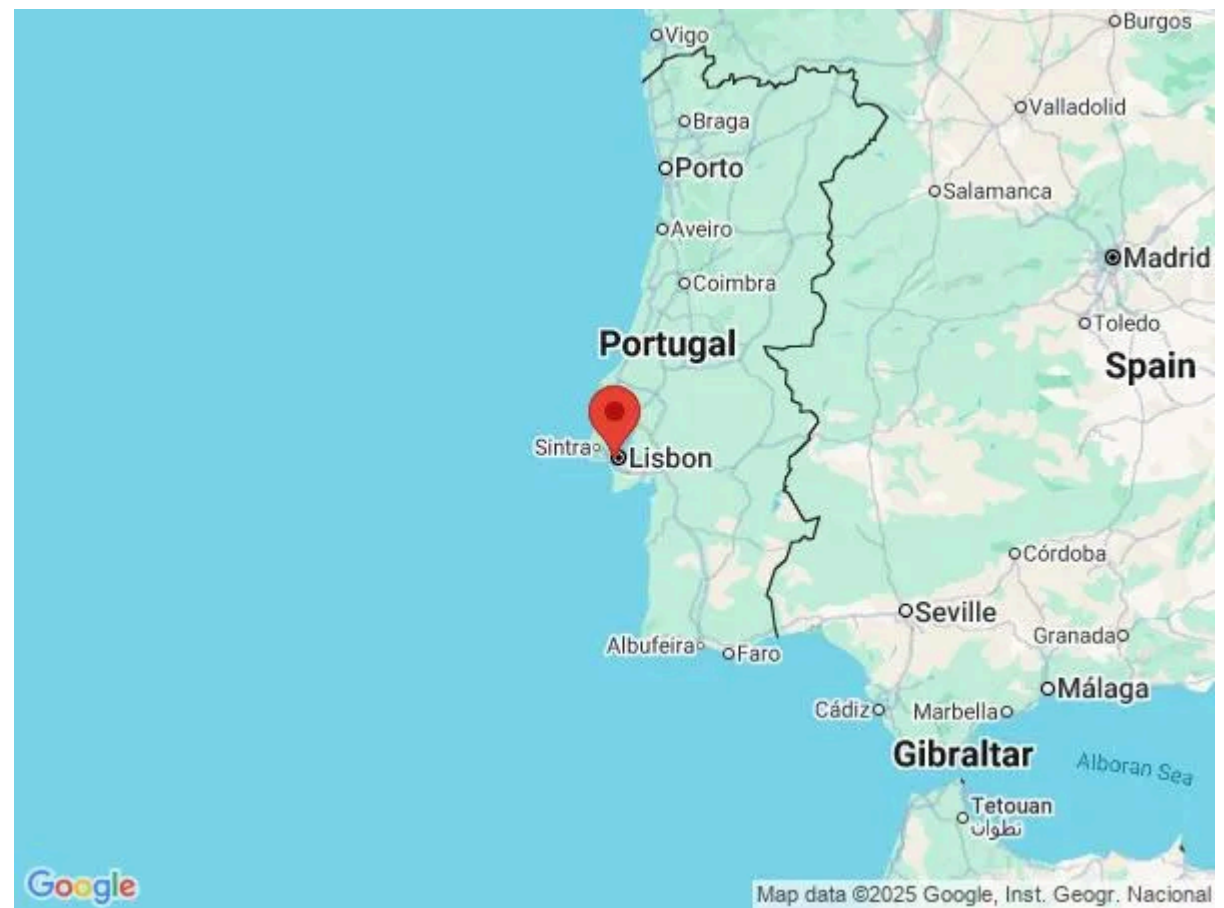 Vigo
Burgos
Valladolid
Braga
Porto
Salamanca
Aveiro
Madrid
Coimbra
Toledo
Portugal
Spain
Sintra
Lisbon
Córdoba
Seville
Granada
Albufeira
Faro
Málaga
Cádiz
Marbella
Gibraltar
Alboran Sea
Tetouan
تطوان
Google
Map data ©2025 Google, Inst. Geogr. Nacional